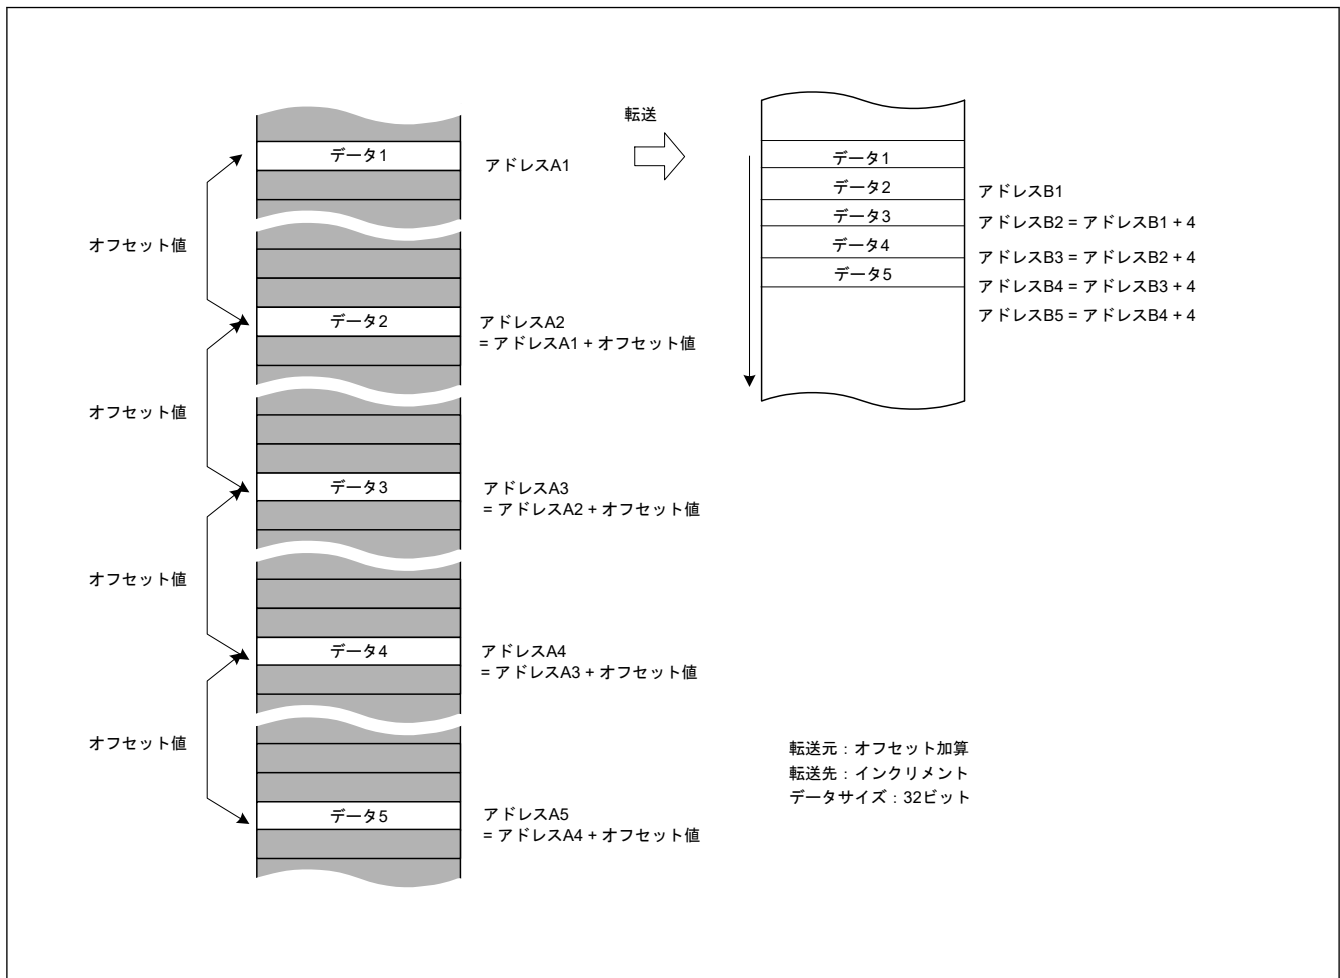 転送
データ1
アドレスA1
オフセット値
データ2
アドレスA2
= アドレスA1 + オフセット値
オフセット値
データ3
アドレスA3
= アドレスA2 + オフセット値
オフセット値
データ4
アドレスA4
= アドレスA3 + オフセット値
オフセット値
データ5
アドレスA5
= アドレスA4 + オフセット値
データ1
データ2
データ3
データ4
データ5
アドレスB1
アドレスB2 = アドレスB1 + 4
アドレスB3 = アドレスB2 + 4
アドレスB4 = アドレスB3 + 4
アドレスB5 = アドレスB4 + 4
転送元：オフセット加算
転送先：インクリメント
データサイズ：32ビット